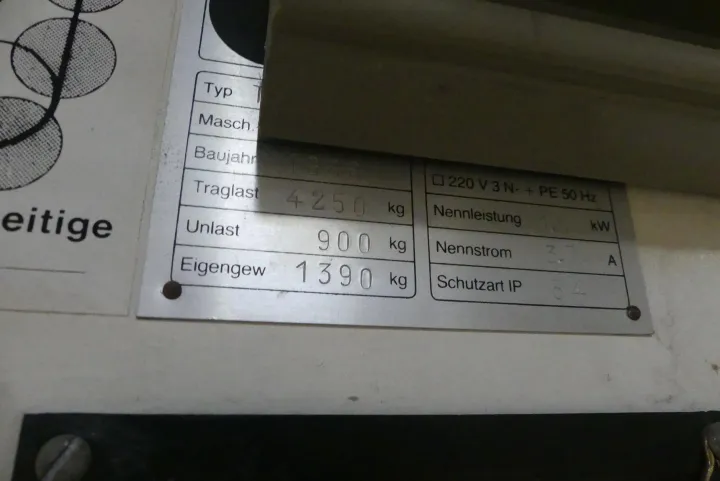 eitige
Typ T
Masch.
Baujahr
Traglast 4250 kg
Unlast 900 kg
Eigengew 1390 kg
☐ 220 V 3 N~ + PE 50 Hz
Nennleistung kW
Nennstrom A
Schutzart IP